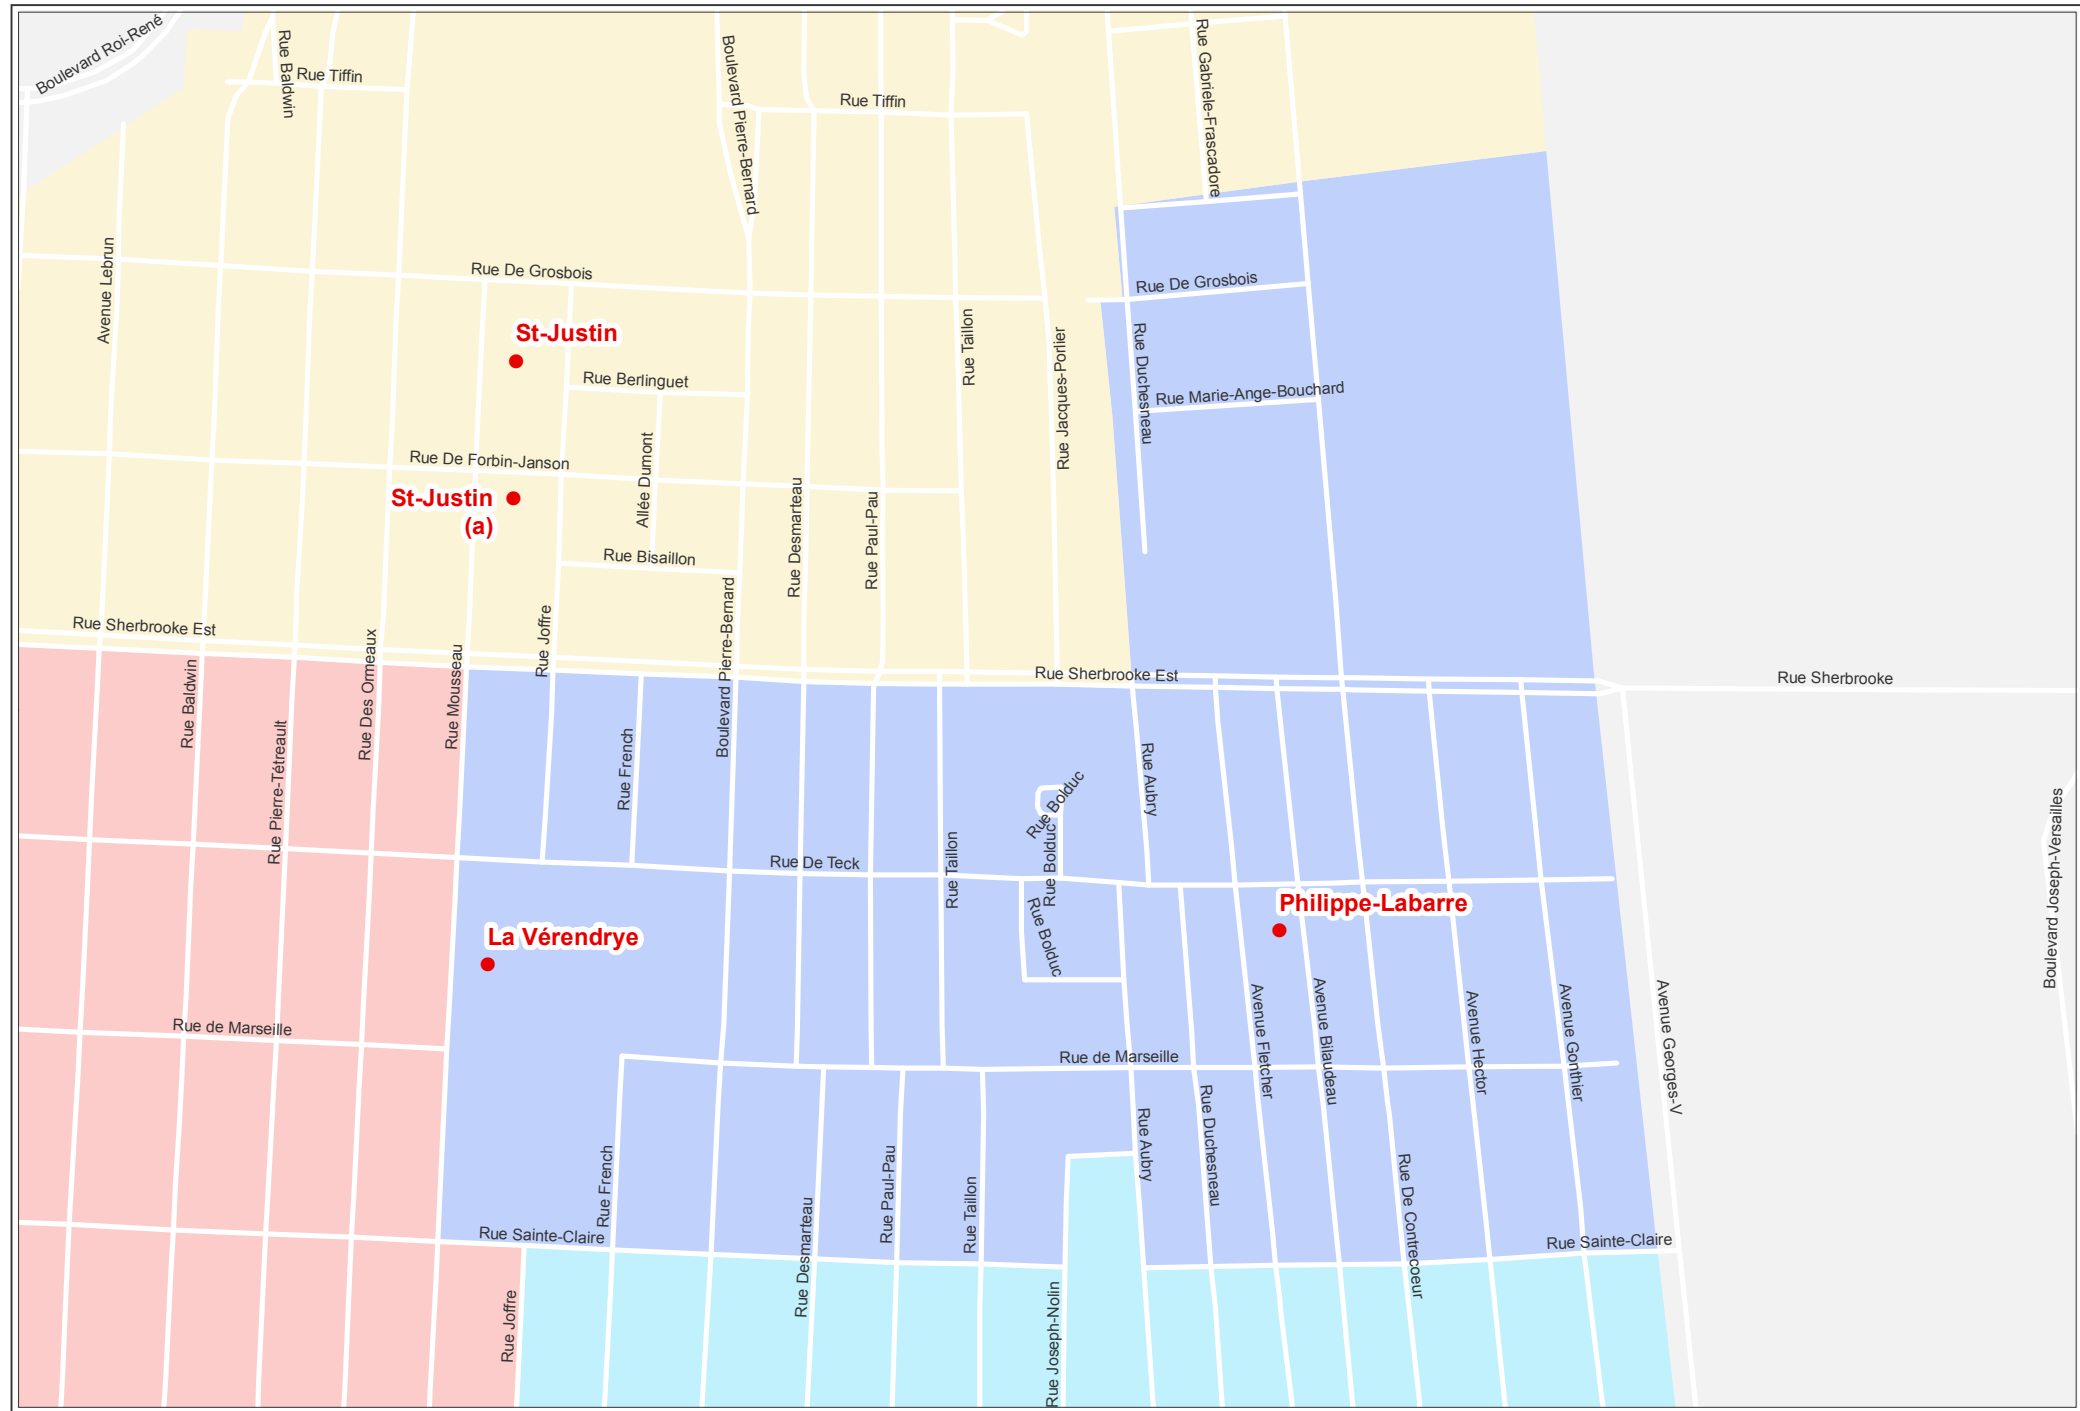 Boulevard Roi-René
Rue Baldwin
Rue Tiffin
Boulevard Pierre-Bernard
Rue Tiffin
Rue Gabriele-Frascadore
Avenue Lebrun
Rue De Grosbois
Rue De Grosbois
St-Justin
Rue Berlinguet
Rue Taillon
Rue Jacques-Porlier
Rue Duchesneau
Rue Marie-Ange-Bouchard
Rue De Forbin-Janson
St-Justin
(a)
Allée Dumont
Rue Desmarteau
Rue Paul-Pau
Rue Bisaillon
Rue Sherbrooke Est
Rue Baldwin
Rue Pierre-Tétreault
Rue Des Ormeaux
Rue Mousseau
Rue Joffre
Rue French
Boulevard Pierre-Bernard
Rue Sherbrooke Est
Rue Sherbrooke
Rue Aubry
Rue Bolduc
Rue Bolduc
Rue De Teck
Rue Taillon
Rue Bolduc
Philippe-Labarre
La Vérendrye
Boulevard Joseph-Versailles
Rue de Marseille
Rue de Marseille
Avenue Fletcher
Avenue Bilaudeau
Avenue Hector
Avenue Gonthier
Avenue Georges-V
Rue French
Rue Desmarteau
Rue Paul-Pau
Rue Taillon
Rue Aubry
Rue Duchesneau
Rue De Contrecoeur
Rue Sainte-Claire
Rue Sainte-Claire
Rue Joffre
Rue Joseph-Nolin